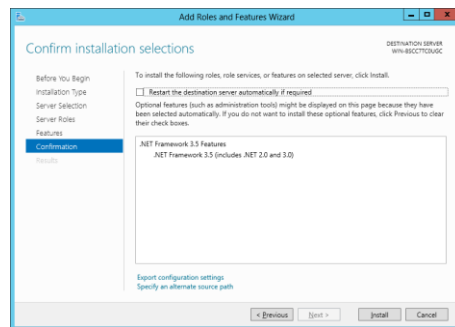 Add Roles and Features Wizard
Confirm installation selections
DESTINATION SERVER
Before You Begin
Installation Type
Server Selection
Server Roles
Features
Confirmation
Results
To install the following roles, role services, or features on selected server, click Install.
Restart the destination server automatically if required
Optional features (such as administration tools) might be displayed on this page because they have
been selected automatically. If you do not want to install these optional features, click Previous to clear
their check boxes.
.NET Framework 3.5 Features
.NET Framework 3.5 (includes .NET 2.0 and 3.0)
Export configuration settings
Specify an alternate source path
< Previous
Next >
Install
Cancel